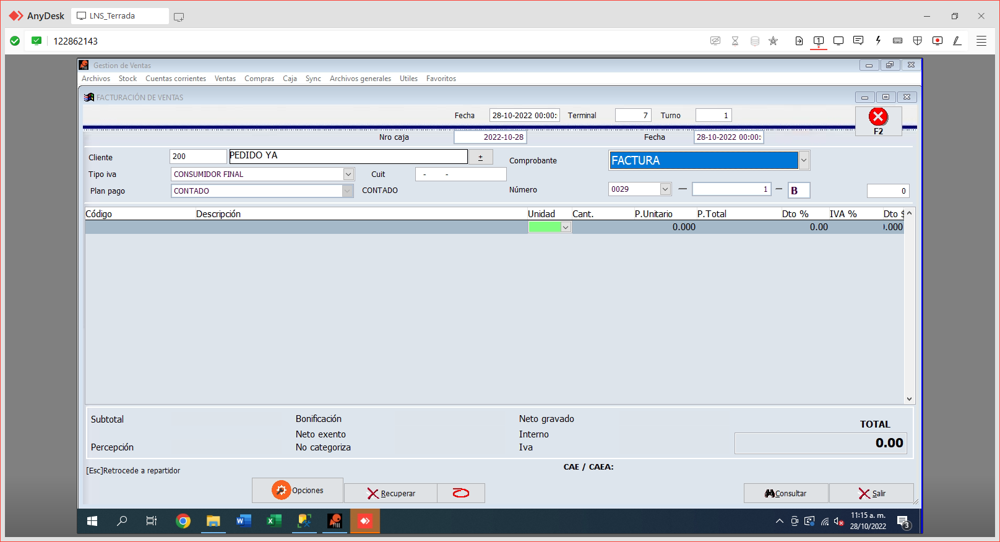 AnyDesk LNS_Terrada
122862143
Gestion de Ventas
Archivos Stock Cuentas corrientes Ventas Compras Caja Sync Archivos generales Utiles Favoritos
FACTURACIÓN DE VENTAS
Fecha 28-10-2022 00:00: Terminal 7 Turno 1
F2
Nro caja 2022-10-28 Fecha 28-10-2022 00:00:
Cliente 200 PEDIDO YA + Comprobante FACTURA
Tipo iva CONSUMIDOR FINAL Cuit - -
Plan pago CONTADO CONTADO Número 0029 — 1 — B 0
Código Descripción Unidad Cant. P.Unitario P.Total Dto % IVA % Dto $
0.000 0.00 0.000
Subtotal Bonificación Neto gravado
TOTAL
Neto exento Interno
0.00
Percepción No categoriza Iva
[Esc]Retrocede a repartidor CAE / CAEA:
Opciones Recuperar Consultar Salir
11:15 a. m.
28/10/2022
3